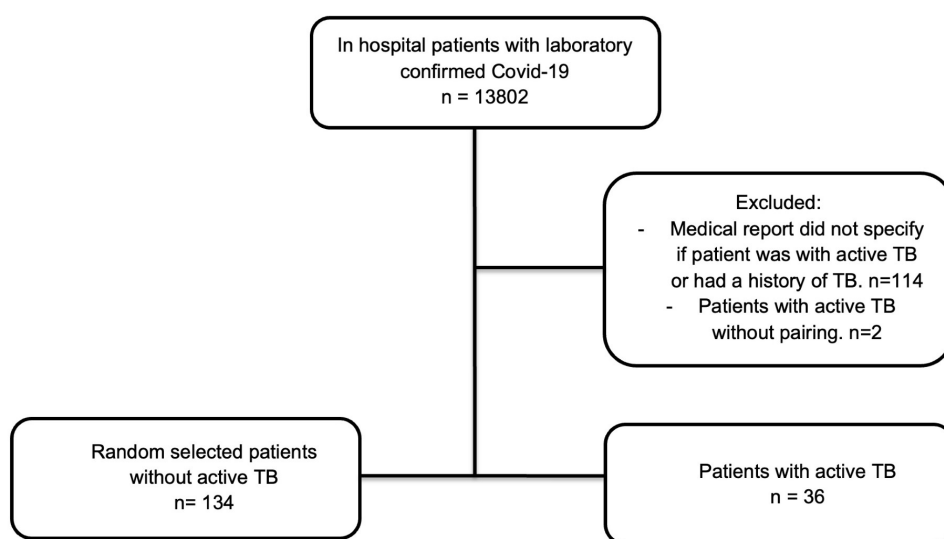 In hospital patients with laboratory
confirmed Covid-19
n = 13802
Excluded:
- Medical report did not specify
if patient was with active TB
or had a history of TB. n=114
- Patients with active TB
without pairing. n=2
Random selected patients
without active TB
n= 134
Patients with active TB
n = 36